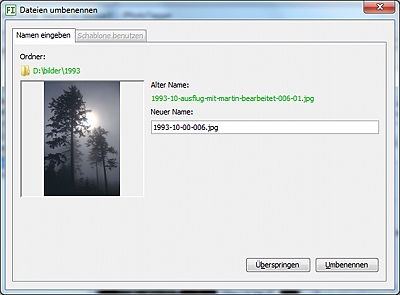 Dateien umbenennen
Namen eingeben
Schablone benutzen
Ordner:
D:\bilder\1993
Alter Name:
1993-10-ausflug-mit-martin-bearbeitet-006-01.jpg
Neuer Name:
1993-10-00-006.jpg
Überspringen
Umbenennen